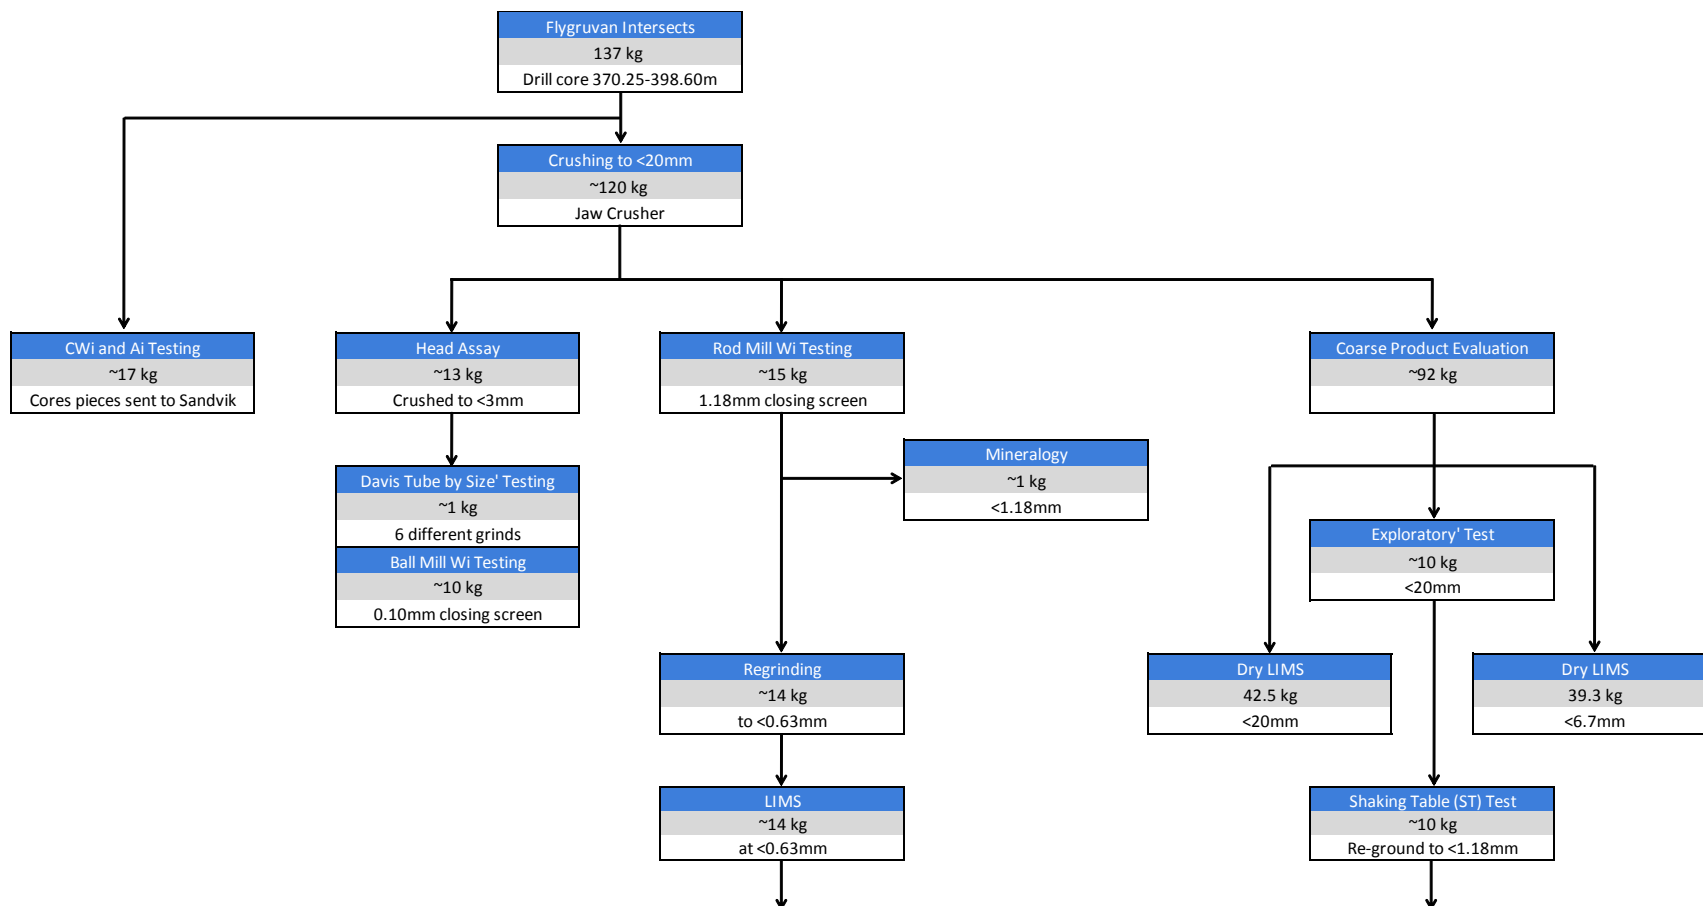 Flygruvan Intersects
137 kg
Drill core 370.25-398.60m
Crushing to <20mm
~120 kg
Jaw Crusher
CWi and Ai Testing
~17 kg
Cores pieces sent to Sandvik
Head Assay
~13 kg
Crushed to <3mm
Rod Mill Wi Testing
~15 kg
1.18mm closing screen
Coarse Product Evaluation
~92 kg
Mineralogy
~1 kg
<1.18mm
Davis Tube by Size' Testing
~1 kg
6 different grinds
Ball Mill Wi Testing
~10 kg
0.10mm closing screen
Exploratory' Test
~10 kg
<20mm
Regrinding
~14 kg
to <0.63mm
Dry LIMS
42.5 kg
<20mm
Dry LIMS
39.3 kg
<6.7mm
LIMS
~14 kg
at <0.63mm
Shaking Table (ST) Test
~10 kg
Re-ground to <1.18mm